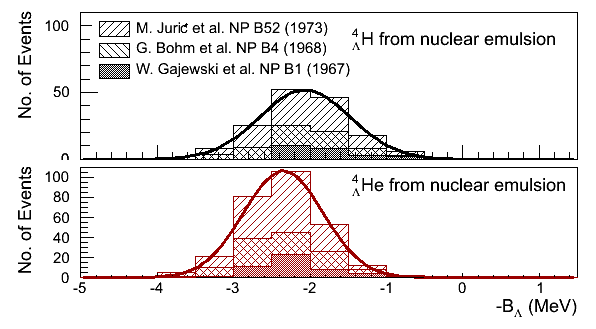 No. of Events
100
50
0
M. Jurić et al. NP B52 (1973)
G. Bohm et al. NP B4 (1968)
W. Gajewski et al. NP B1 (1967)
⁴ΛH from nuclear emulsion
No. of Events
100
80
60
40
20
0
⁴ΛHe from nuclear emulsion
-5 -4 -3 -2 -1 0 1
-BΛ (MeV)